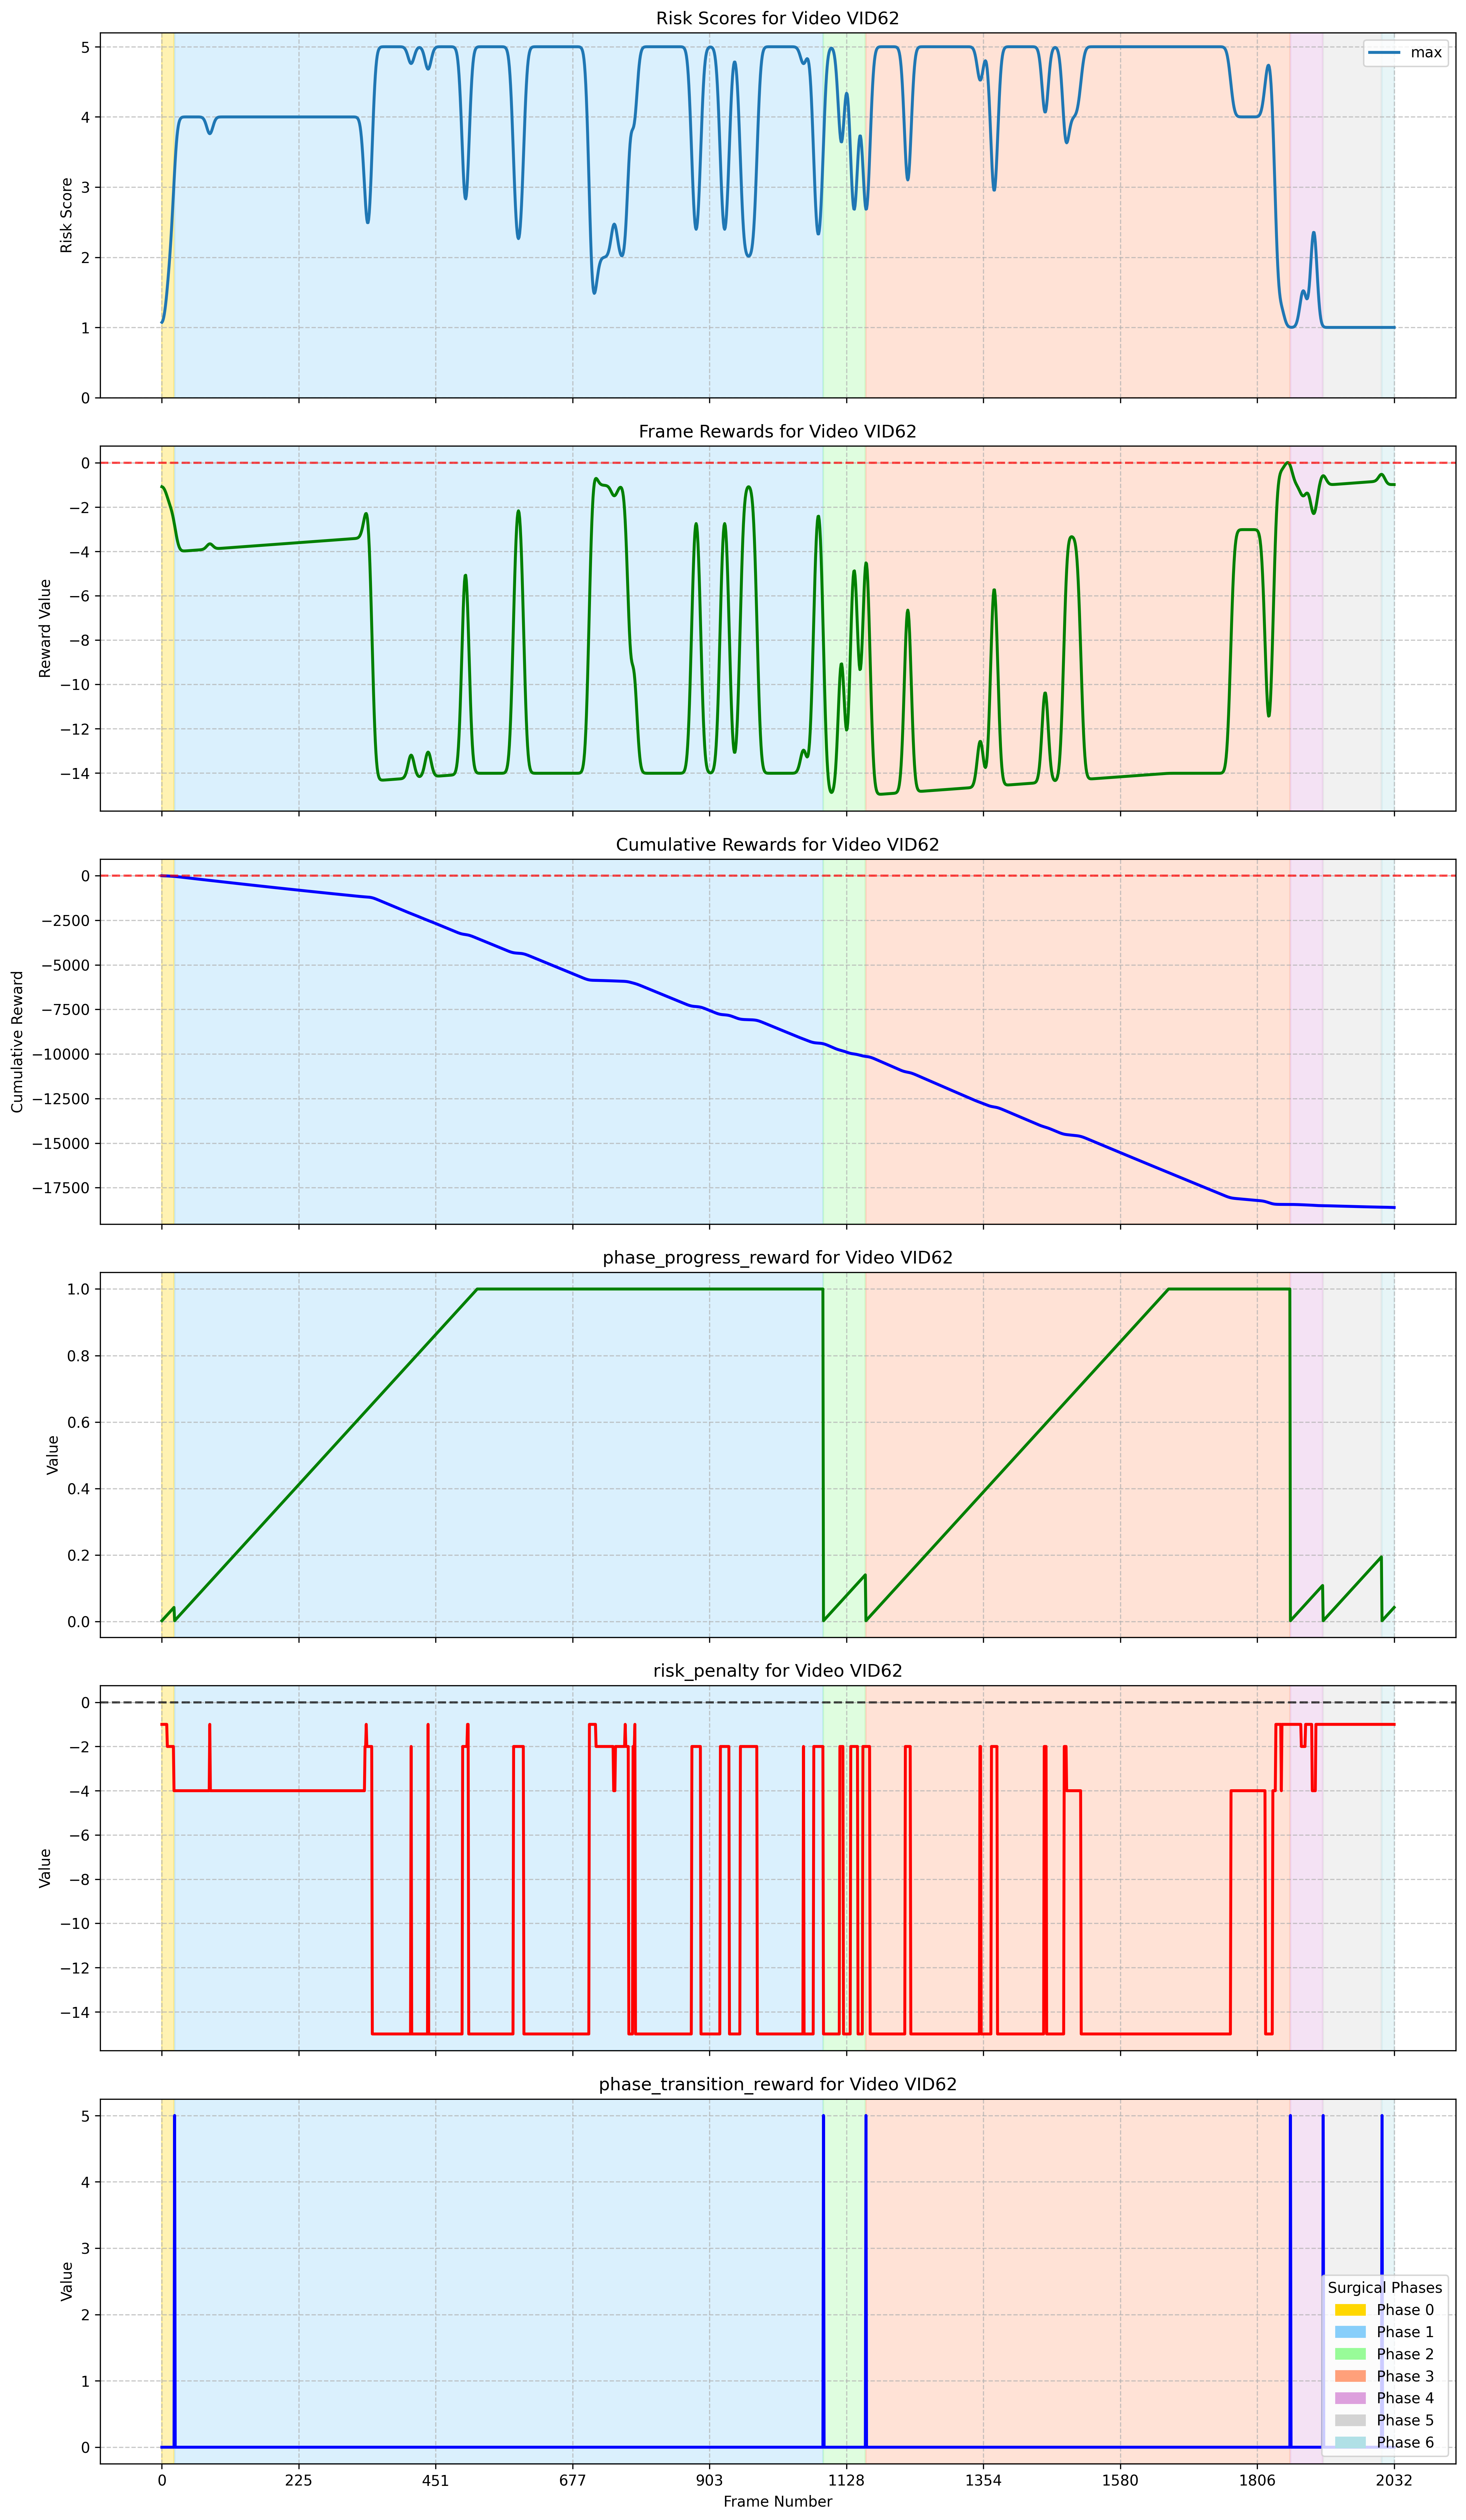 Risk Scores for Video VID62
5
4
3
2
1
0
Risk Score
max
Frame Rewards for Video VID62
0
−2
−4
−6
−8
−10
−12
−14
Reward Value
Cumulative Rewards for Video VID62
0
−2500
−5000
−7500
−10000
−12500
−15000
−17500
Cumulative Reward
phase_progress_reward for Video VID62
1.0
0.8
0.6
0.4
0.2
0.0
Value
risk_penalty for Video VID62
0
−2
−4
−6
−8
−10
−12
−14
Value
phase_transition_reward for Video VID62
5
4
3
2
1
0
Value
Surgical Phases
Phase 0
Phase 1
Phase 2
Phase 3
Phase 4
Phase 5
Phase 6
0 225 451 677 903 1128 1354 1580 1806 2032
Frame Number